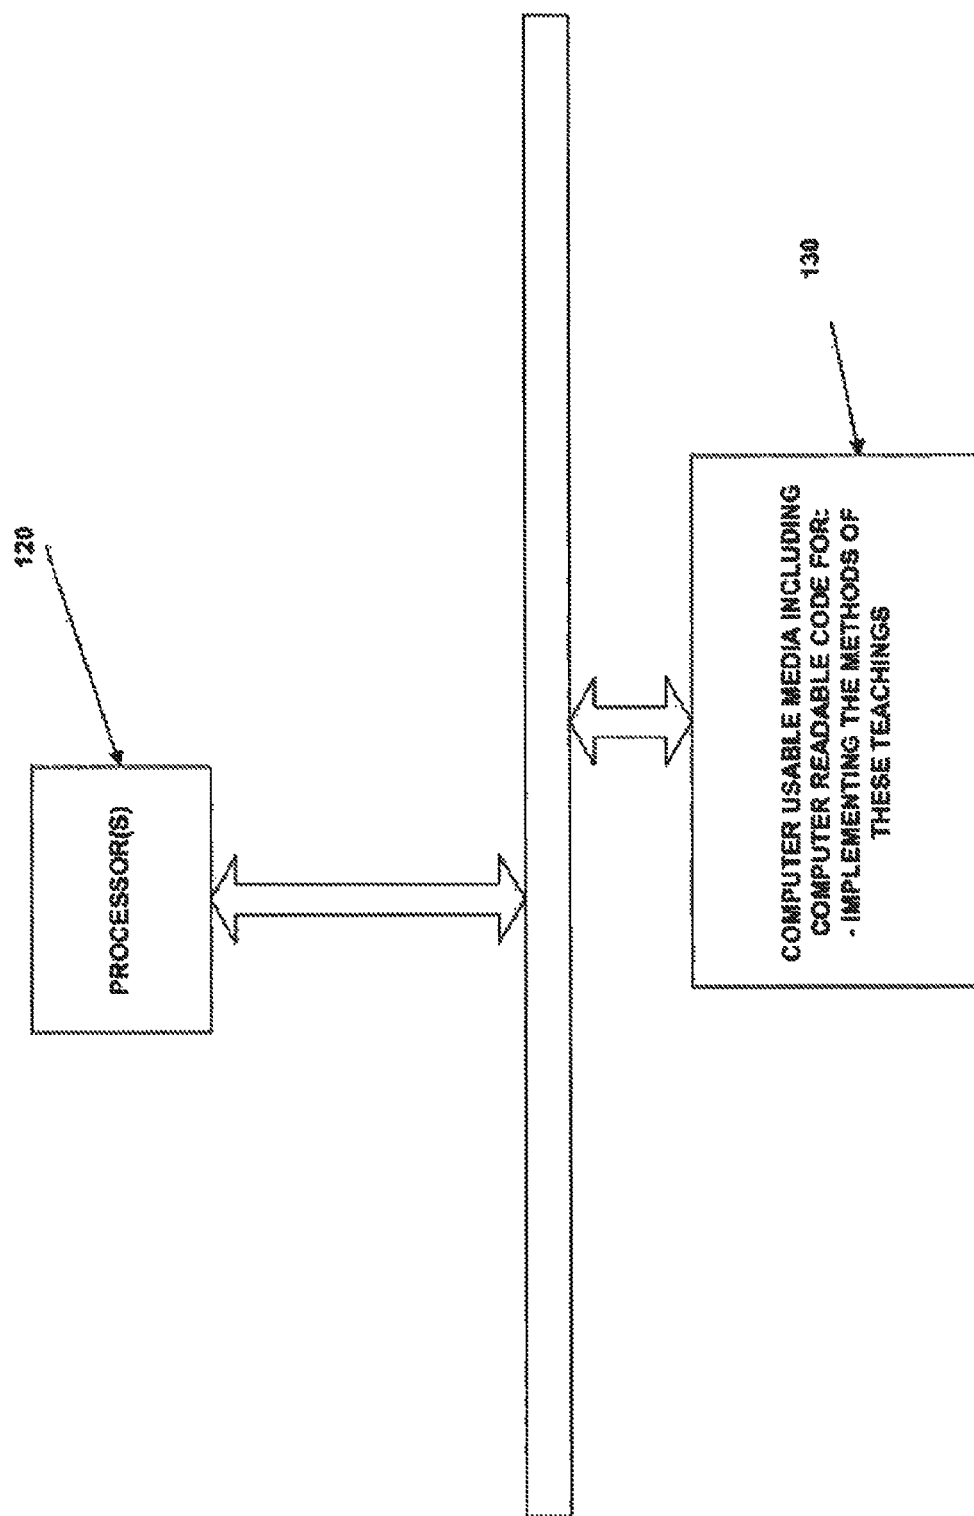 120
PROCESSOR(S)
130
COMPUTER USABLE MEDIA INCLUDING
COMPUTER READABLE CODE FOR:
- IMPLEMENTING THE METHODS OF
THESE TEACHINGS